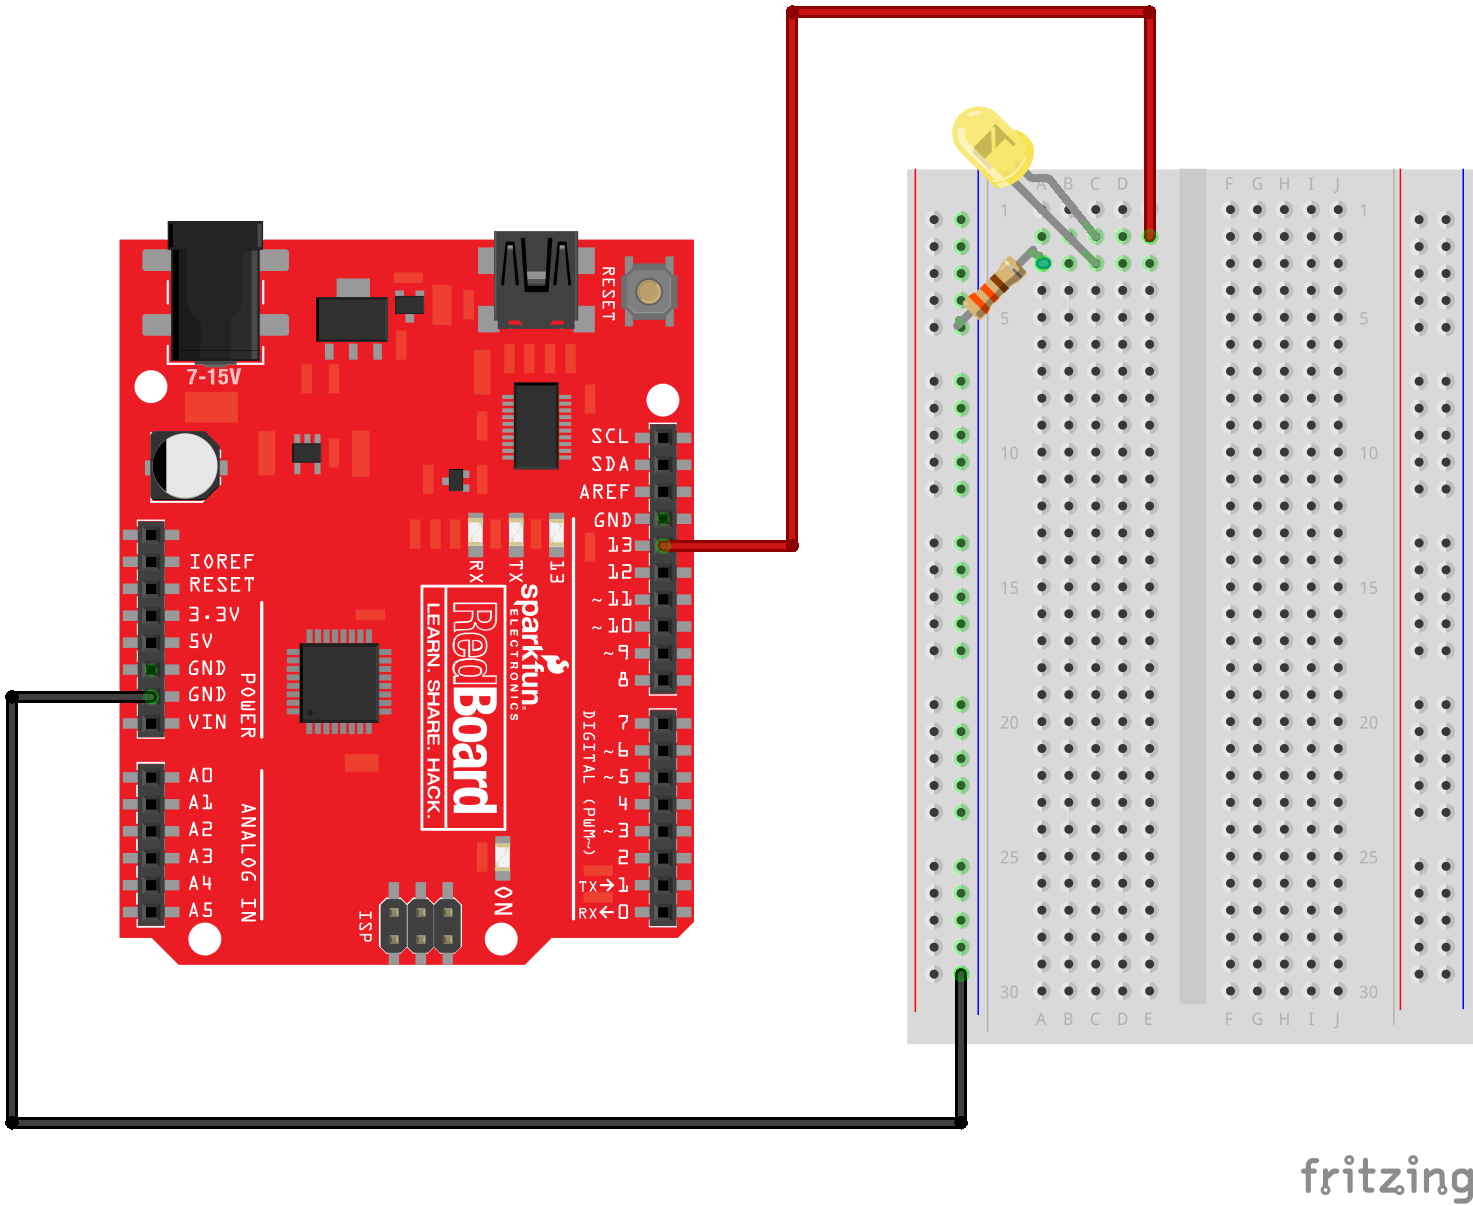 7-15V
RESET
SCL
SDA
AREF
GND
13
12
~11
~10
~9
8
7
~6
~5
4
~3
2
TX→1
RX←0
DIGITAL (PWM~)
IOREF
RESET
3.3V
5V
GND
GND
VIN
POWER
A0
A1
A2
A3
A4
A5
ANALOG IN
RX
TX
13
sparkfun
ELECTRONICS
RedBoard
LEARN. SHARE. HACK.
ON
ISP
A B C D E F G H I J
1 1
5 5
10 10
15 15
20 20
25 25
30 30
A B C D E F G H I J
fritzing